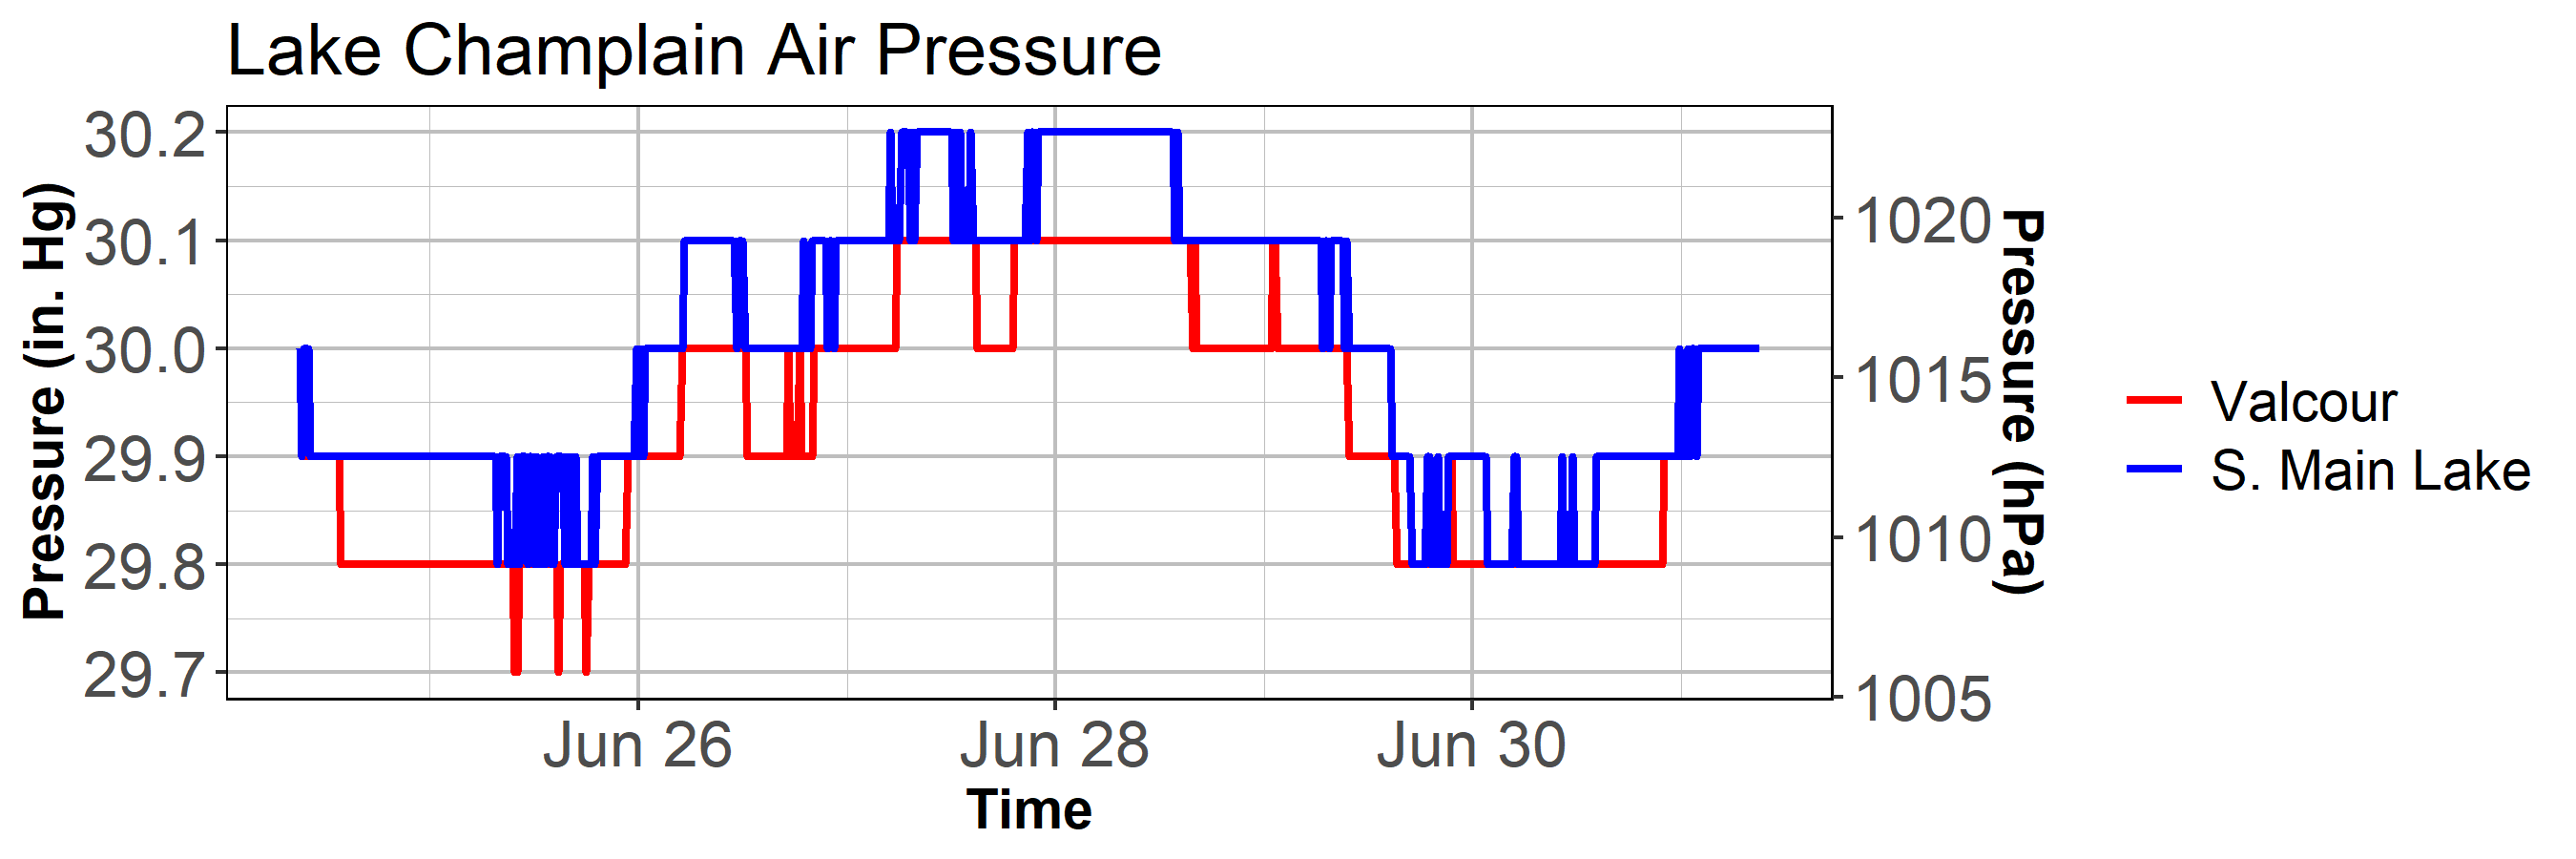 Lake Champlain Air Pressure
Pressure (in. Hg)
30.2
30.1
30.0
29.9
29.8
29.7
1020
1015
1010
1005
Pressure (hPa)
Jun 26 Jun 28 Jun 30
Time
Valcour
S. Main Lake